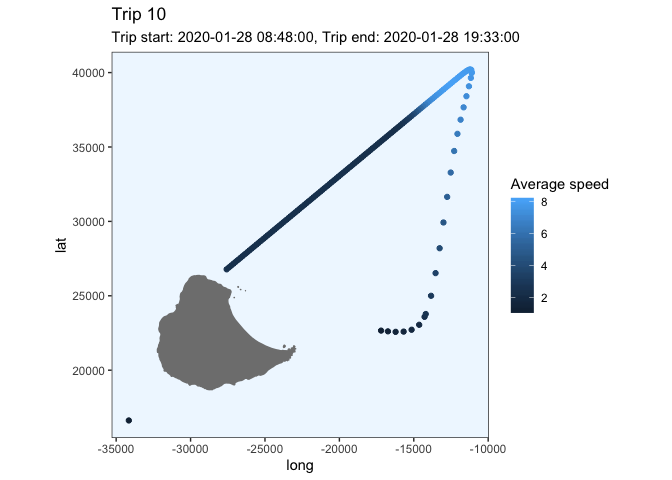 Trip 10
Trip start: 2020-01-28 08:48:00, Trip end: 2020-01-28 19:33:00
40000
35000
30000
25000
20000
lat
-35000 -30000 -25000 -20000 -15000 -10000
long
Average speed
8
6
4
2